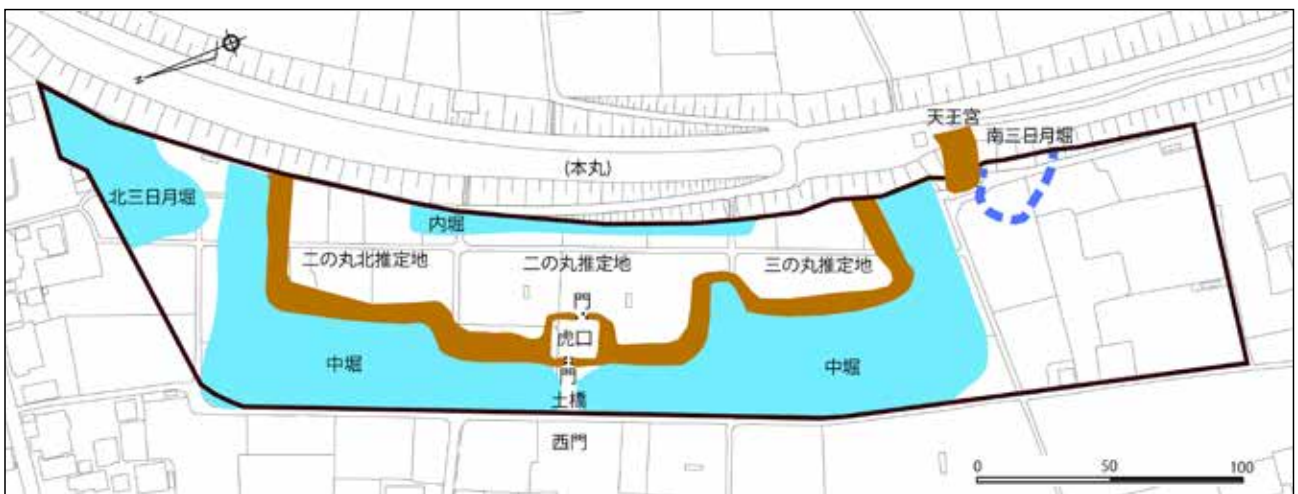 天王宮
南三日月堀
(本丸)
北三日月堀
内堀
二の丸北推定地
二の丸推定地
三の丸推定地
門
虎口
中堀
門
中堀
土橋
西門
0 50 100